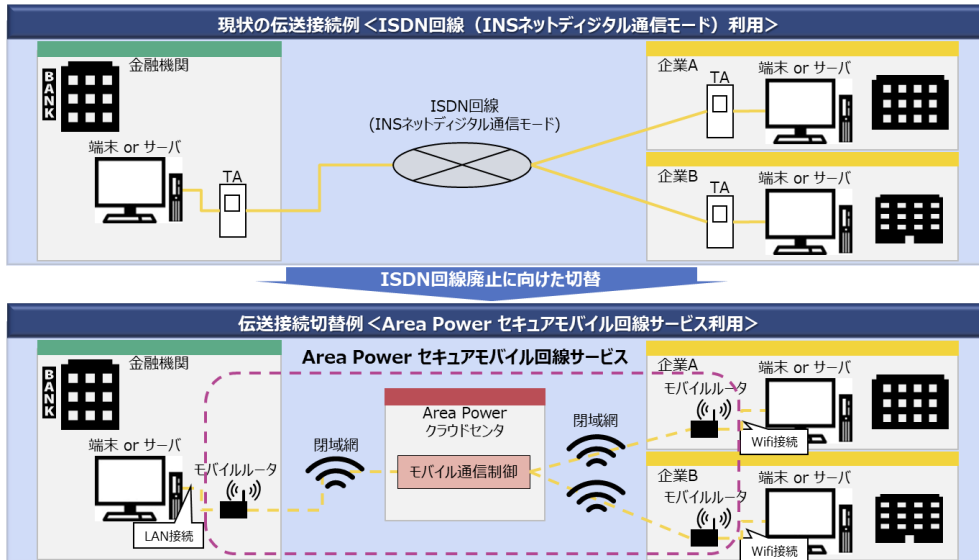 現状の伝送接続例<ISDN回線（INSネットディジタル通信モード）利用>
金融機関
BANK
端末 or サーバ
TA
ISDN回線
(INSネットディジタル通信モード)
企業A
TA
端末 or サーバ
企業B
TA
端末 or サーバ
ISDN回線廃止に向けた切替
伝送接続切替例<Area Power セキュアモバイル回線サービス利用>
金融機関
BANK
端末 or サーバ
LAN接続
モバイルルータ
Area Power セキュアモバイル回線サービス
閉域網
Area Power
クラウドセンタ
モバイル通信制御
閉域網
企業A
モバイルルータ
端末 or サーバ
Wifi接続
企業B
モバイルルータ
端末 or サーバ
Wifi接続